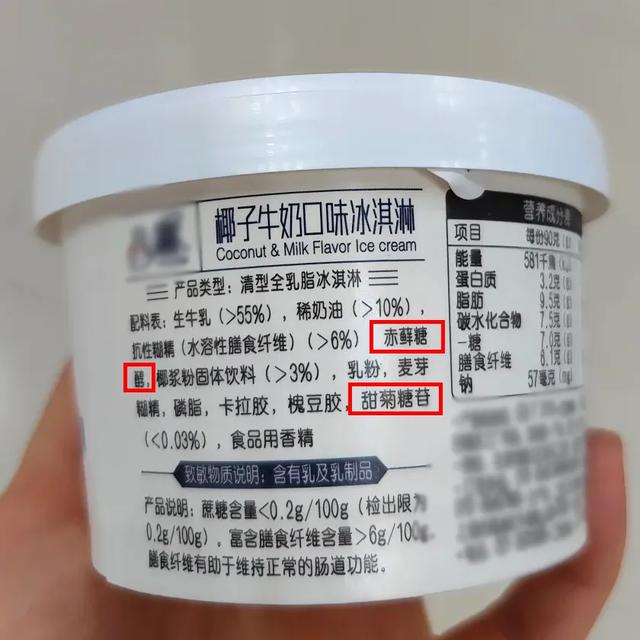 椰子牛奶口味冰淇淋
Coconut & Milk Flavor Ice cream
产品类型：清型全乳脂冰淇淋
配料表：生牛乳（>55%），稀奶油（>10%），
抗性糊精（水溶性膳食纤维）（>6%）赤藓糖
醇，椰浆粉固体饮料（>3%），乳粉，麦芽
糊精，磷脂，卡拉胶，槐豆胶，甜菊糖苷
（<0.03%），食品用香精
致敏物质说明：含有乳及乳制品
产品说明：蔗糖含量<0.2g/100g（检出限为
0.2g/100g），富含膳食纤维含量>6g/100g，
膳食纤维有助于维持正常的肠道功能。
营养成分表
项目 每份90克
能量 581千焦
蛋白质 3.2克
脂肪 9.5克
碳水化合物 7.5克
-糖 7.0克
膳食纤维 8.1克
钠 57毫克